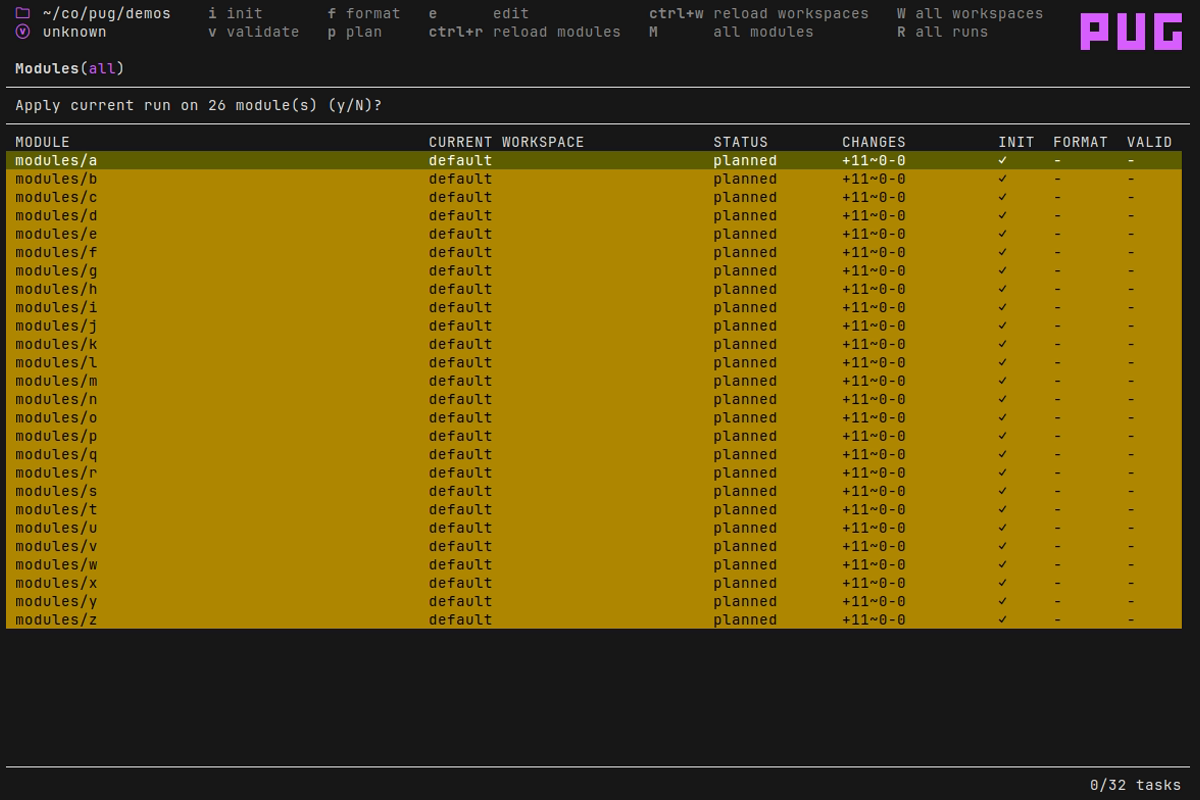 ~/co/pug/demos i init f format e edit ctrl+w reload workspaces W all workspaces PUG
unknown v validate p plan ctrl+r reload modules M all modules R all runs
Modules(all)
Apply current run on 26 module(s) (y/N)?
MODULE CURRENT WORKSPACE STATUS CHANGES INIT FORMAT VALID
modules/a default planned +11~0-0 ✓ - -
modules/b default planned +11~0-0 ✓ - -
modules/c default planned +11~0-0 ✓ - -
modules/d default planned +11~0-0 ✓ - -
modules/e default planned +11~0-0 ✓ - -
modules/f default planned +11~0-0 ✓ - -
modules/g default planned +11~0-0 ✓ - -
modules/h default planned +11~0-0 ✓ - -
modules/i default planned +11~0-0 ✓ - -
modules/j default planned +11~0-0 ✓ - -
modules/k default planned +11~0-0 ✓ - -
modules/l default planned +11~0-0 ✓ - -
modules/m default planned +11~0-0 ✓ - -
modules/n default planned +11~0-0 ✓ - -
modules/o default planned +11~0-0 ✓ - -
modules/p default planned +11~0-0 ✓ - -
modules/q default planned +11~0-0 ✓ - -
modules/r default planned +11~0-0 ✓ - -
modules/s default planned +11~0-0 ✓ - -
modules/t default planned +11~0-0 ✓ - -
modules/u default planned +11~0-0 ✓ - -
modules/v default planned +11~0-0 ✓ - -
modules/w default planned +11~0-0 ✓ - -
modules/x default planned +11~0-0 ✓ - -
modules/y default planned +11~0-0 ✓ - -
modules/z default planned +11~0-0 ✓ - -
0/32 tasks